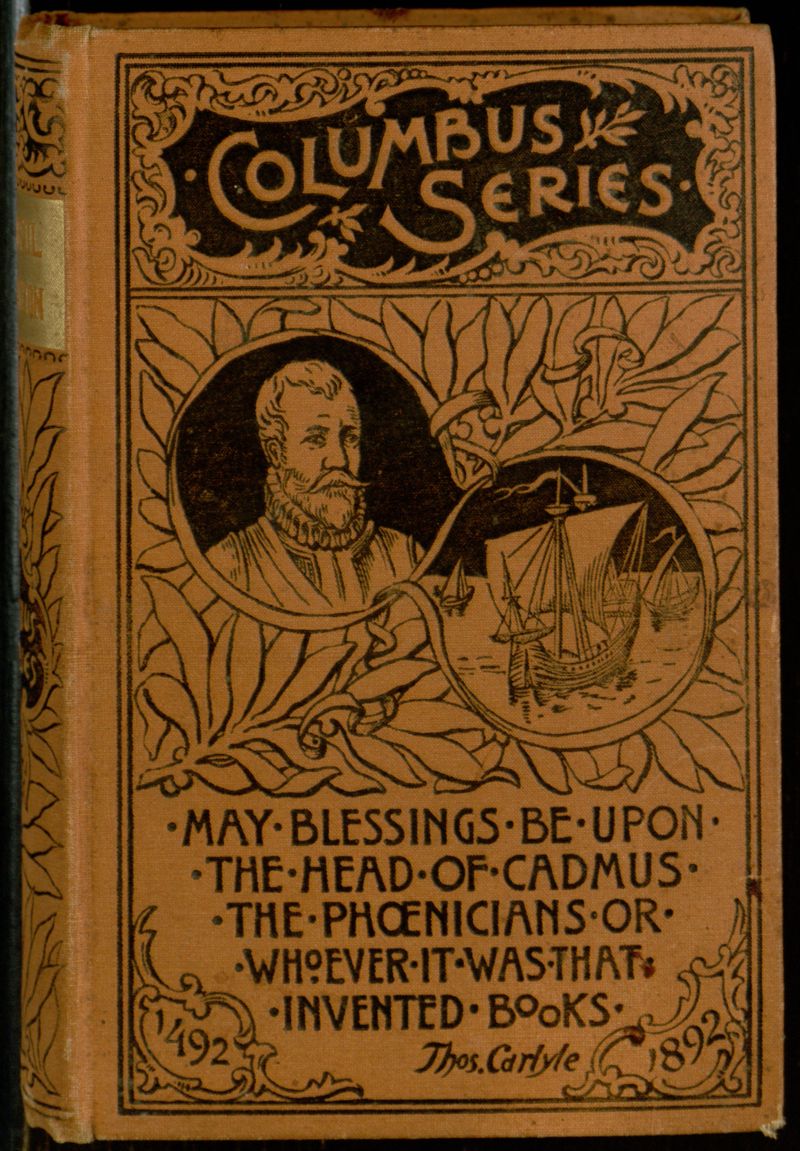 COLUMBUS
SERIES
·MAY·BLESSINGS·BE·UPON·
·THE·HEAD·OF·CADMUS·
·THE·PHŒNICIANS·OR·
·WHOEVER·IT·WAS·THAT·
·INVENTED·BOOKS·
Thos. Carlyle
1492
1892